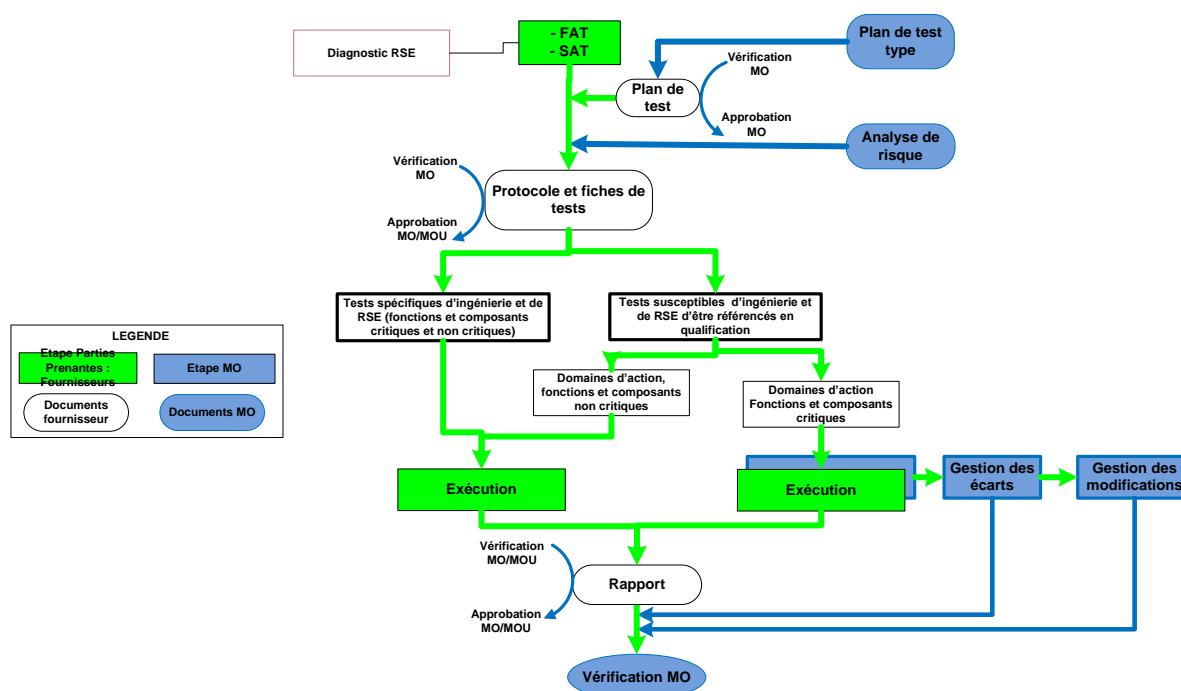 Diagnostic RSE
- FAT
- SAT
Plan de test
type
Vérification
MO
Plan de
test
Approbation
MO
Analyse de
risque
Vérification
MO
Protocole et fiches de
tests
Approbation
MO/MOU
Tests spécifiques d'ingénierie et de
RSE (fonctions et composants
critiques et non critiques)
Tests susceptibles d'ingénierie et
de RSE d'être référencés en
qualification
LEGENDE
Etape Parties
Prenantes :
Fournisseurs
Etape MO
Documents
fournisseur
Documents MO
Domaines d'action,
fonctions et composants
non critiques
Domaines d'action
Fonctions et composants
critiques
Exécution
Exécution
Gestion des
écarts
Gestion des
modifications
Vérification
MO/MOU
Rapport
Approbation
MO/MOU
Vérification MO